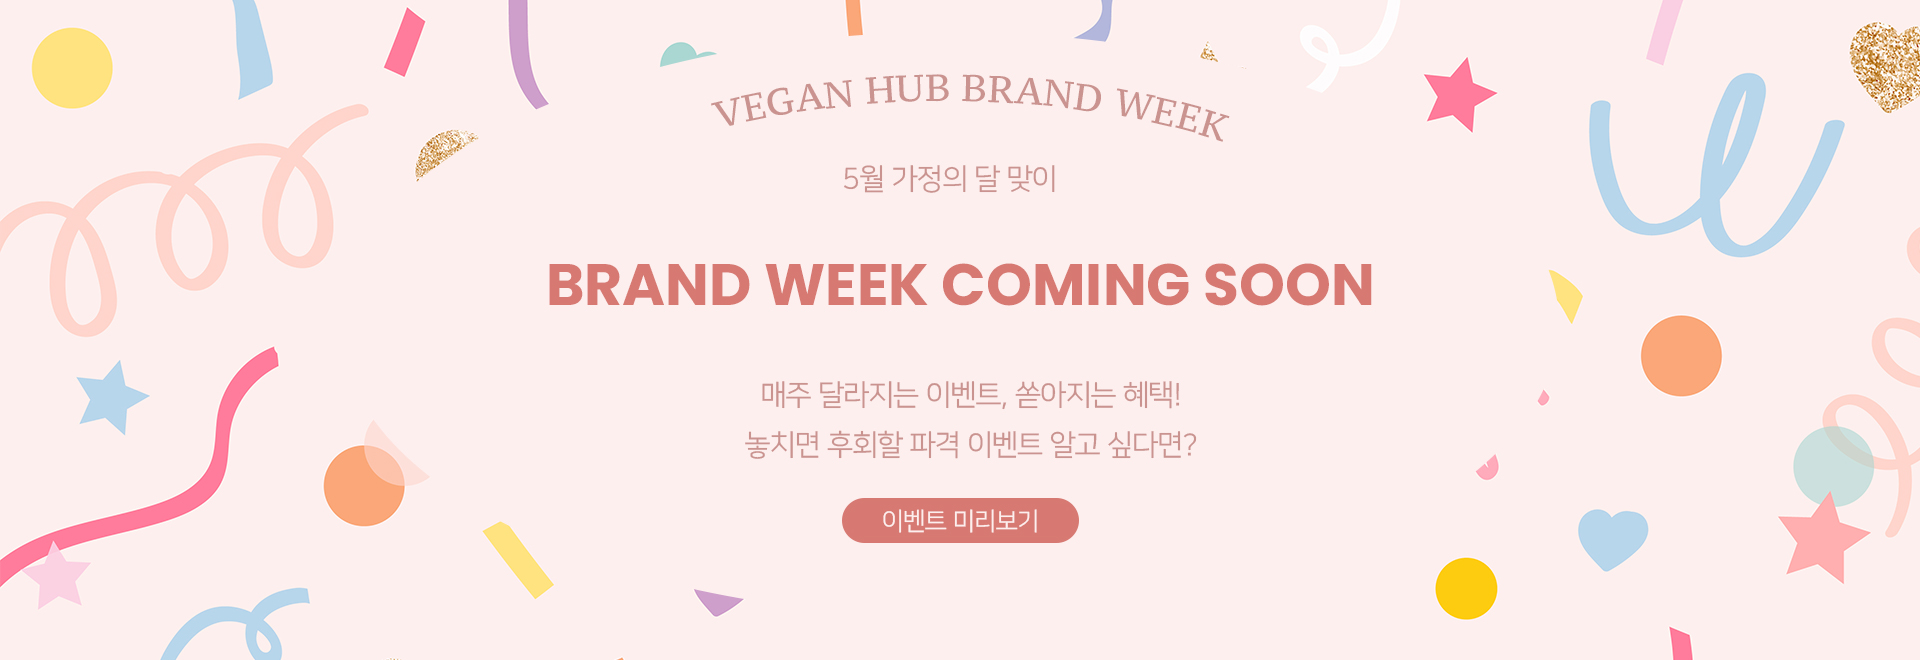 VEGAN HUB BRAND WEEK
5월 가정의 달 맞이
BRAND WEEK COMING SOON
매주 달라지는 이벤트, 쏟아지는 혜택!
놓치면 후회할 파격 이벤트 알고 싶다면?
이벤트 미리보기